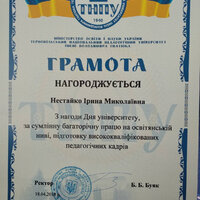 ТНПУ
1940
МІНІСТЕРСТВО ОСВІТИ І НАУКИ УКРАЇНИ
ТЕРНОПІЛЬСЬКИЙ НАЦІОНАЛЬНИЙ ПЕДАГОГІЧНИЙ УНІВЕРСИТЕТ
ІМЕНІ ВОЛОДИМИРА ГНАТЮКА
ГРАМОТА
НАГОРОДЖУЄТЬСЯ
Нестайко Ірина Миколаївна
З нагоди Дня університету,
за сумлінну багаторічну працю на освітянській
ниві, підготовку висококваліфікованих
педагогічних кадрів
Ректор
Б. Б. Буяк